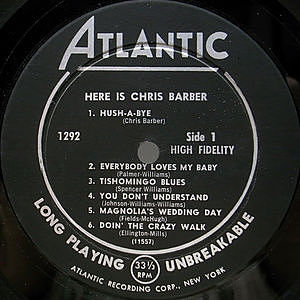 ATLANTIC
HERE IS CHRIS BARBER
1. HUSH-A-BYE
(Chris Barber)
1292 Side 1
HIGH FIDELITY
2. EVERYBODY LOVES MY BABY
(Palmer-Williams)
3. TISHOMINGO BLUES
(Spencer Williams)
4. YOU DON'T UNDERSTAND
(Johnson-Williams-Williams)
5. MAGNOLIA'S WEDDING DAY
(Fields-McHugh)
6. DOIN' THE CRAZY WALK
(Ellington-Mills)
(11557)
LONG PLAYING 33⅓ RPM UNBREAKABLE
ATLANTIC RECORDING CORP., NEW YORK